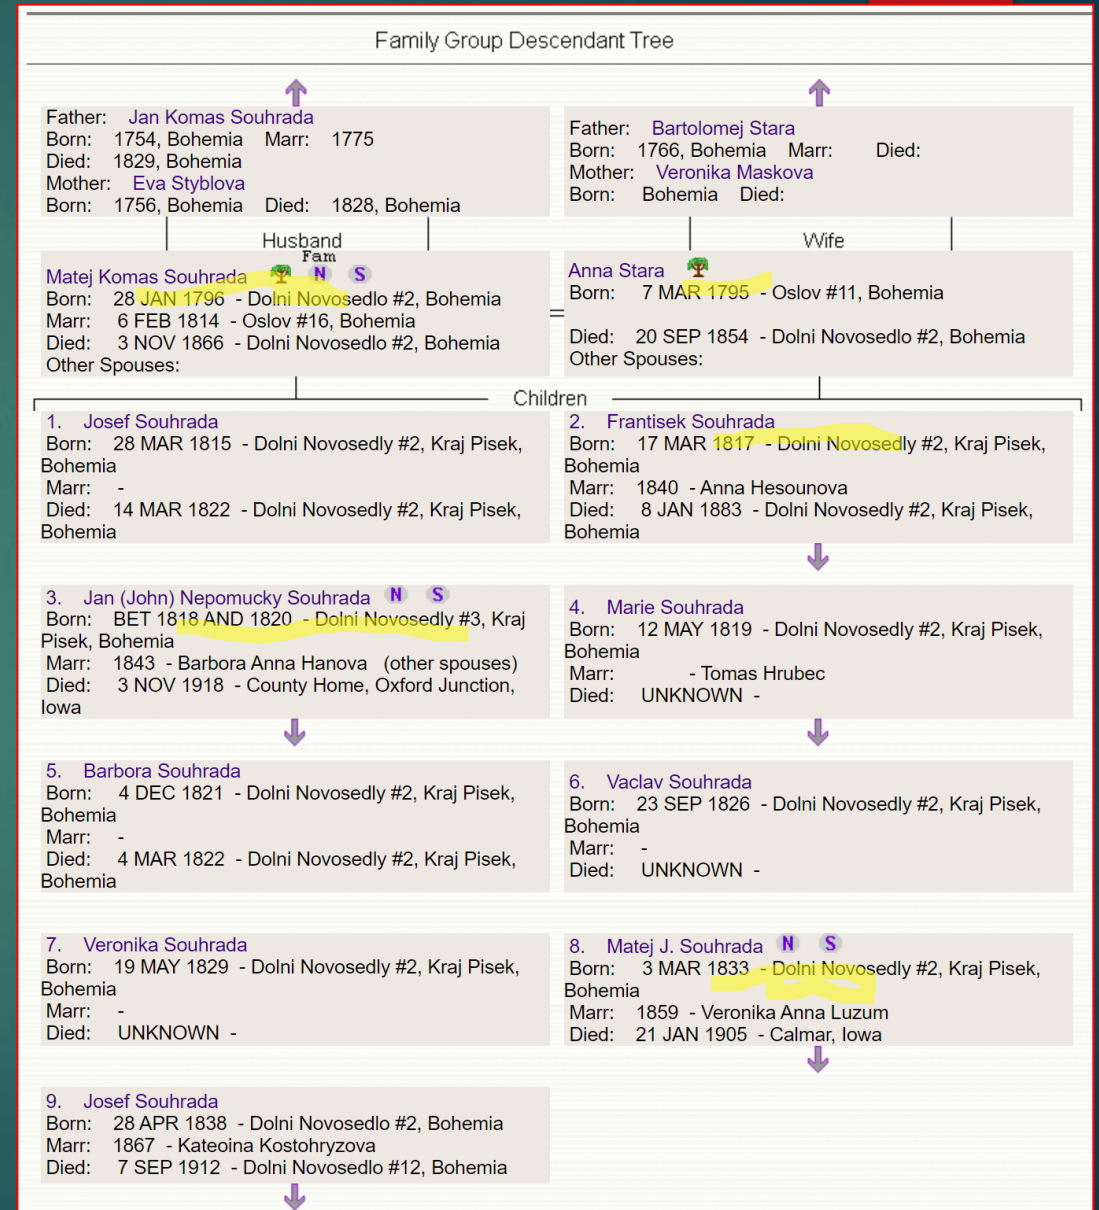 Family Group Descendant Tree
Father: Jan Komas Souhrada
Born: 1754, Bohemia Marr: 1775
Died: 1829, Bohemia
Mother: Eva Styblova
Born: 1756, Bohemia Died: 1828, Bohemia
Father: Bartolomej Stara
Born: 1766, Bohemia Marr: Died:
Mother: Veronika Maskova
Born: Bohemia Died:
Husband
Fam
Matej Komas Souhrada N S
Born: 28 JAN 1796 - Dolni Novosedlo #2, Bohemia
Marr: 6 FEB 1814 - Oslov #16, Bohemia
Died: 3 NOV 1866 - Dolni Novosedlo #2, Bohemia
Other Spouses:
=
Wife
Anna Stara
Born: 7 MAR 1795 - Oslov #11, Bohemia
Died: 20 SEP 1854 - Dolni Novosedlo #2, Bohemia
Other Spouses:
Children
1. Josef Souhrada
Born: 28 MAR 1815 - Dolni Novosedly #2, Kraj Pisek,
Bohemia
Marr: -
Died: 14 MAR 1822 - Dolni Novosedly #2, Kraj Pisek,
Bohemia
2. Frantisek Souhrada
Born: 17 MAR 1817 - Dolni Novosedly #2, Kraj Pisek,
Bohemia
Marr: 1840 - Anna Hesounova
Died: 8 JAN 1883 - Dolni Novosedly #2, Kraj Pisek,
Bohemia
3. Jan (John) Nepomucky Souhrada N S
Born: BET 1818 AND 1820 - Dolni Novosedly #3, Kraj
Pisek, Bohemia
Marr: 1843 - Barbora Anna Hanova (other spouses)
Died: 3 NOV 1918 - County Home, Oxford Junction,
Iowa
4. Marie Souhrada
Born: 12 MAY 1819 - Dolni Novosedly #2, Kraj Pisek,
Bohemia
Marr: - Tomas Hrubec
Died: UNKNOWN -
5. Barbora Souhrada
Born: 4 DEC 1821 - Dolni Novosedly #2, Kraj Pisek,
Bohemia
Marr: -
Died: 4 MAR 1822 - Dolni Novosedly #2, Kraj Pisek,
Bohemia
6. Vaclav Souhrada
Born: 23 SEP 1826 - Dolni Novosedly #2, Kraj Pisek,
Bohemia
Marr: -
Died: UNKNOWN -
7. Veronika Souhrada
Born: 19 MAY 1829 - Dolni Novosedly #2, Kraj Pisek,
Bohemia
Marr: -
Died: UNKNOWN -
8. Matej J. Souhrada N S
Born: 3 MAR 1833 - Dolni Novosedly #2, Kraj Pisek,
Bohemia
Marr: 1859 - Veronika Anna Luzum
Died: 21 JAN 1905 - Calmar, Iowa
9. Josef Souhrada
Born: 28 APR 1838 - Dolni Novosedlo #2, Bohemia
Marr: 1867 - Kateoina Kostohryzova
Died: 7 SEP 1912 - Dolni Novosedlo #12, Bohemia